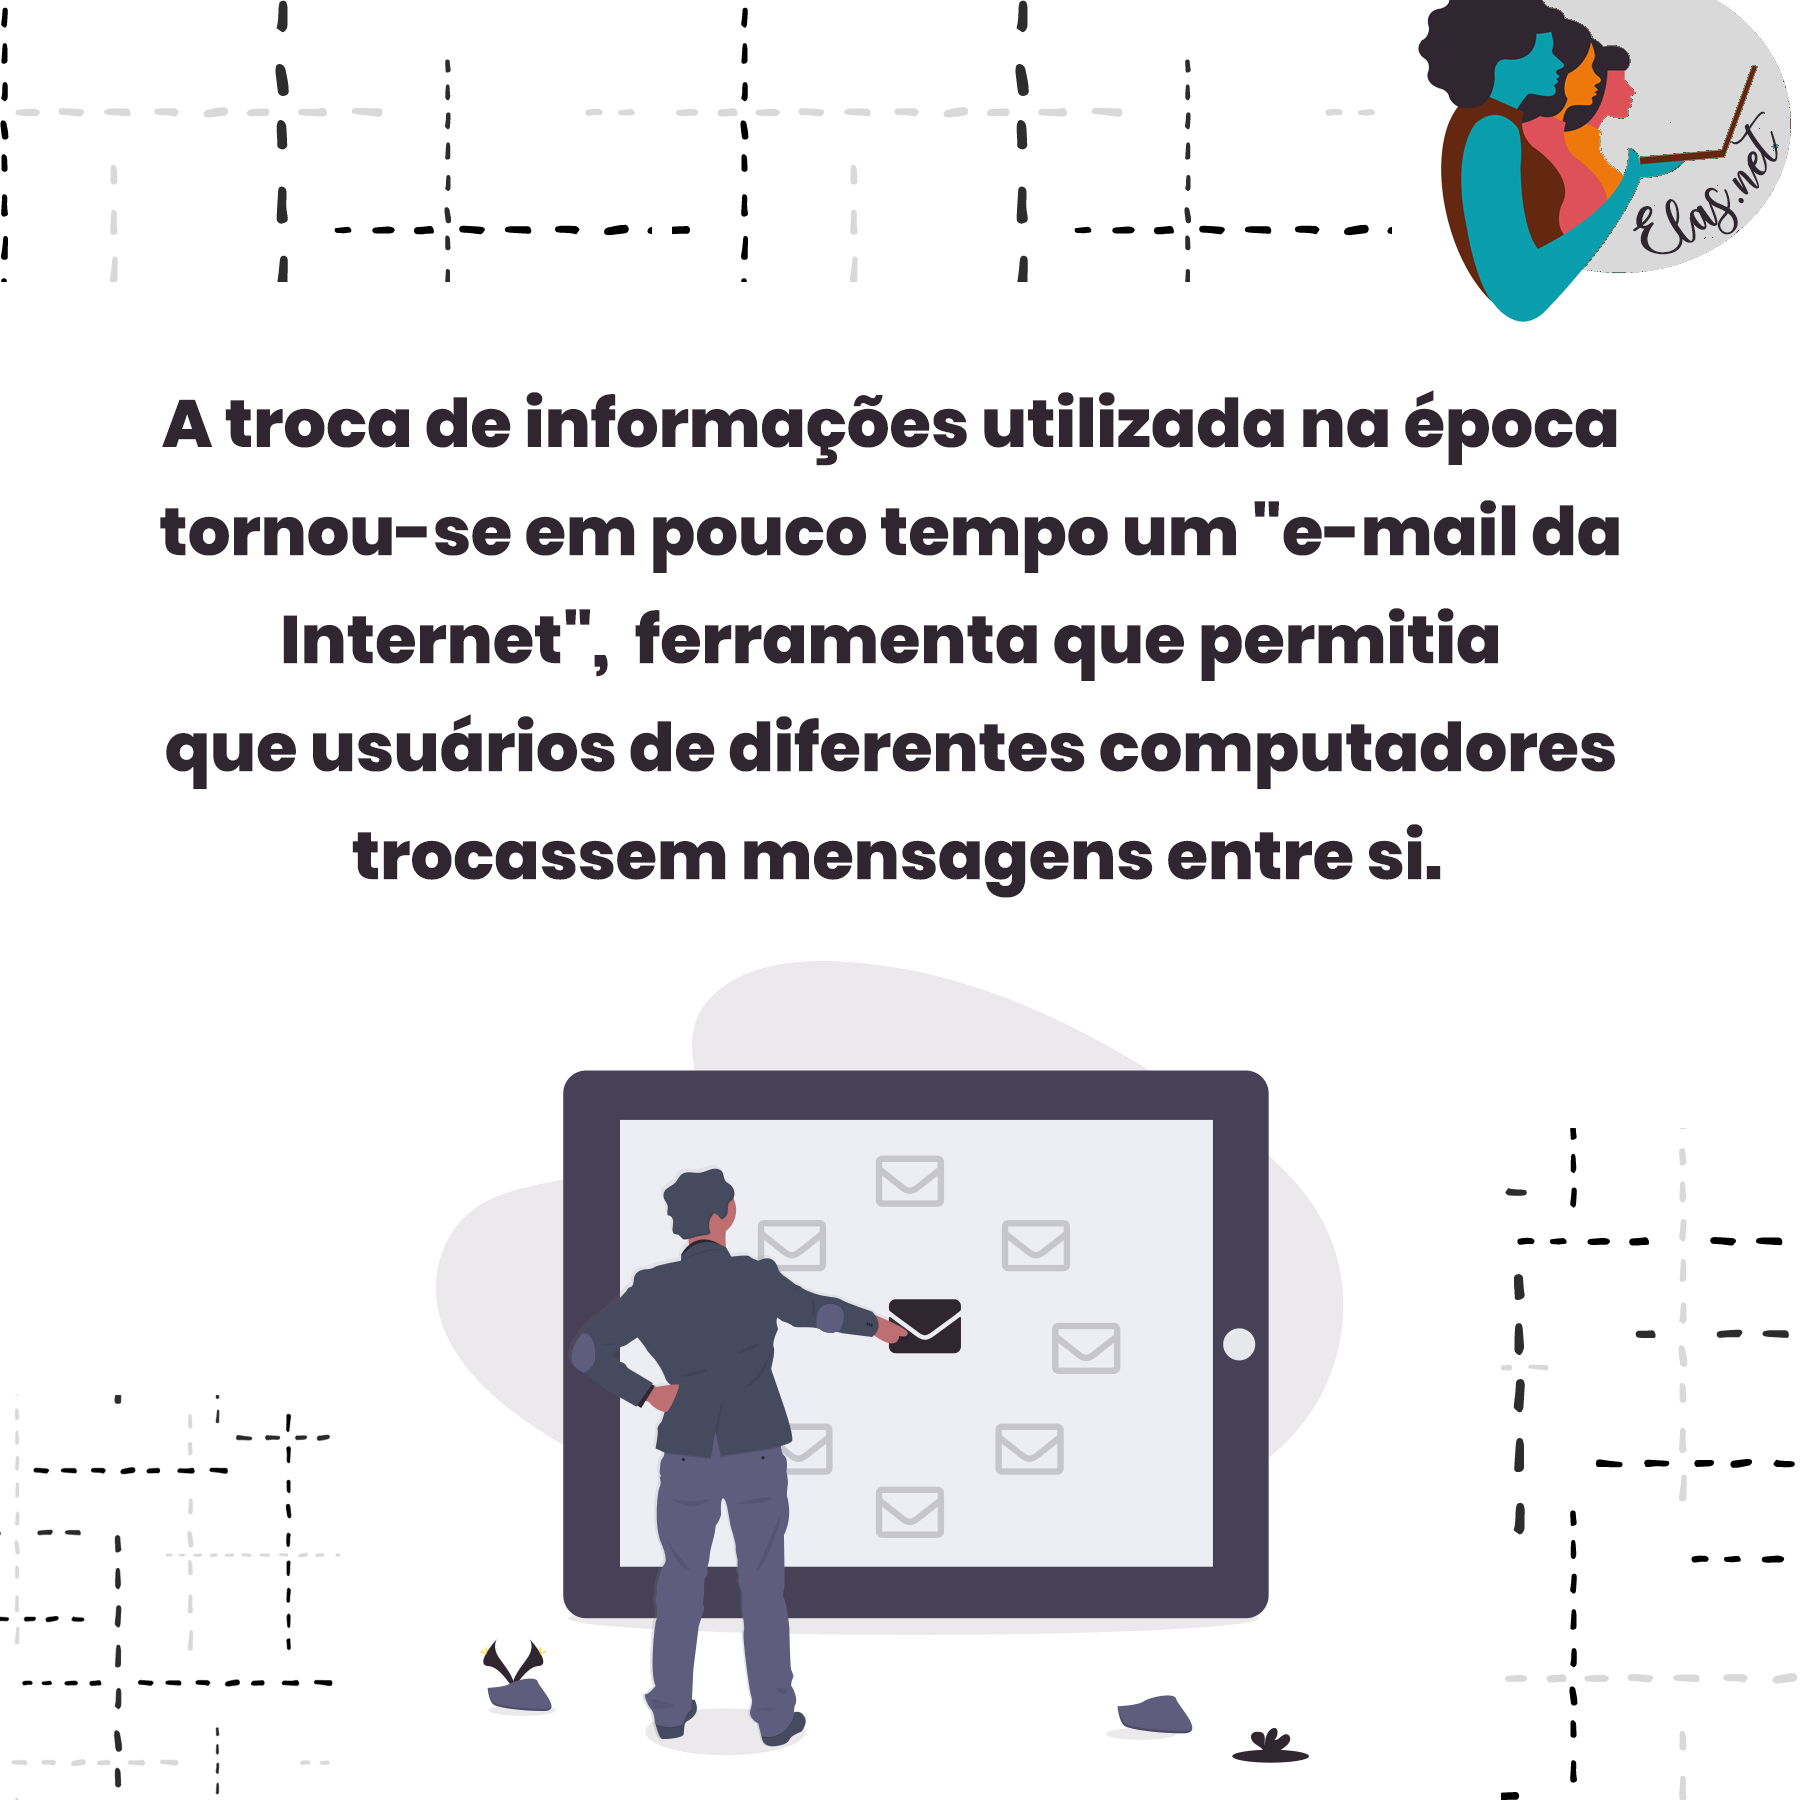 Elas.net
A troca de informações utilizada na época
tornou-se em pouco tempo um "e-mail da
Internet",  ferramenta que permitia
que usuários de diferentes computadores
trocassem mensagens entre si.